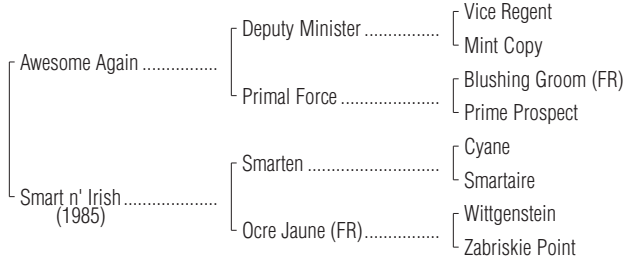 Vice Regent
Deputy Minister ..................
Mint Copy
Awesome Again ................
Blushing Groom (FR)
Primal Force .......................
Prime Prospect
Cyane
Smarten ..............................
Smartaire
Smart n' Irish ....................
(1985)
Wittgenstein
Ocre Jaune (FR) .................
Zabriskie Point